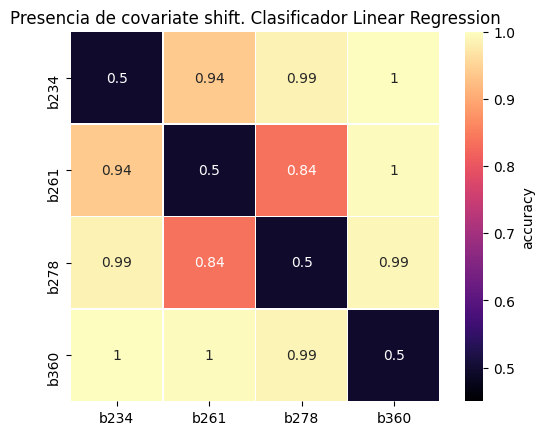 Presencia de covariate shift. Clasificador Linear Regression
b234 0.5 0.94 0.99 1
b261 0.94 0.5 0.84 1
b278 0.99 0.84 0.5 0.99
b360 1 1 0.99 0.5
b234 b261 b278 b360
1.0
0.9
0.8
0.7
0.6
0.5
accuracy